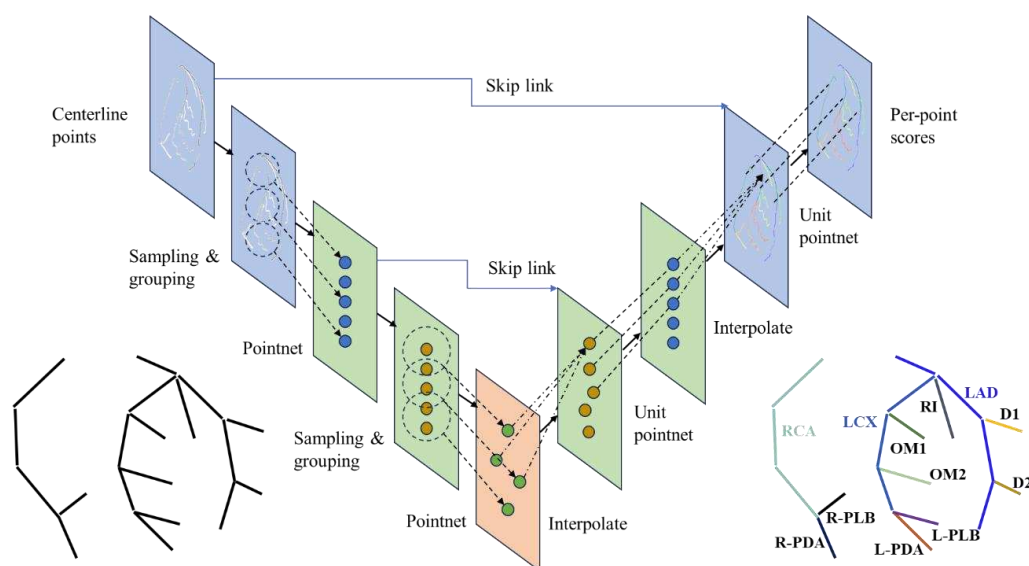 Centerline
points
Skip link
Per-point
scores
Sampling &
grouping
Unit
pointnet
Skip link
Pointnet
Interpolate
Sampling &
grouping
Unit
pointnet
Pointnet
Interpolate
RCA
LCX
RI
LAD
D1
OM1
OM2
D2
R-PLB
R-PDA
L-PLB
L-PDA